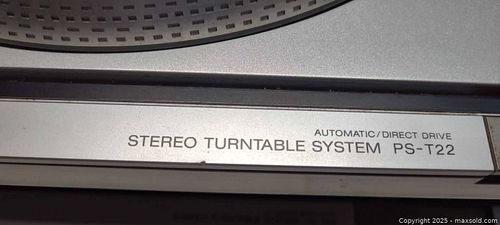 AUTOMATIC/DIRECT DRIVE
STEREO TURNTABLE SYSTEM PS-T22
Copyright © 2025 - maxsold.com